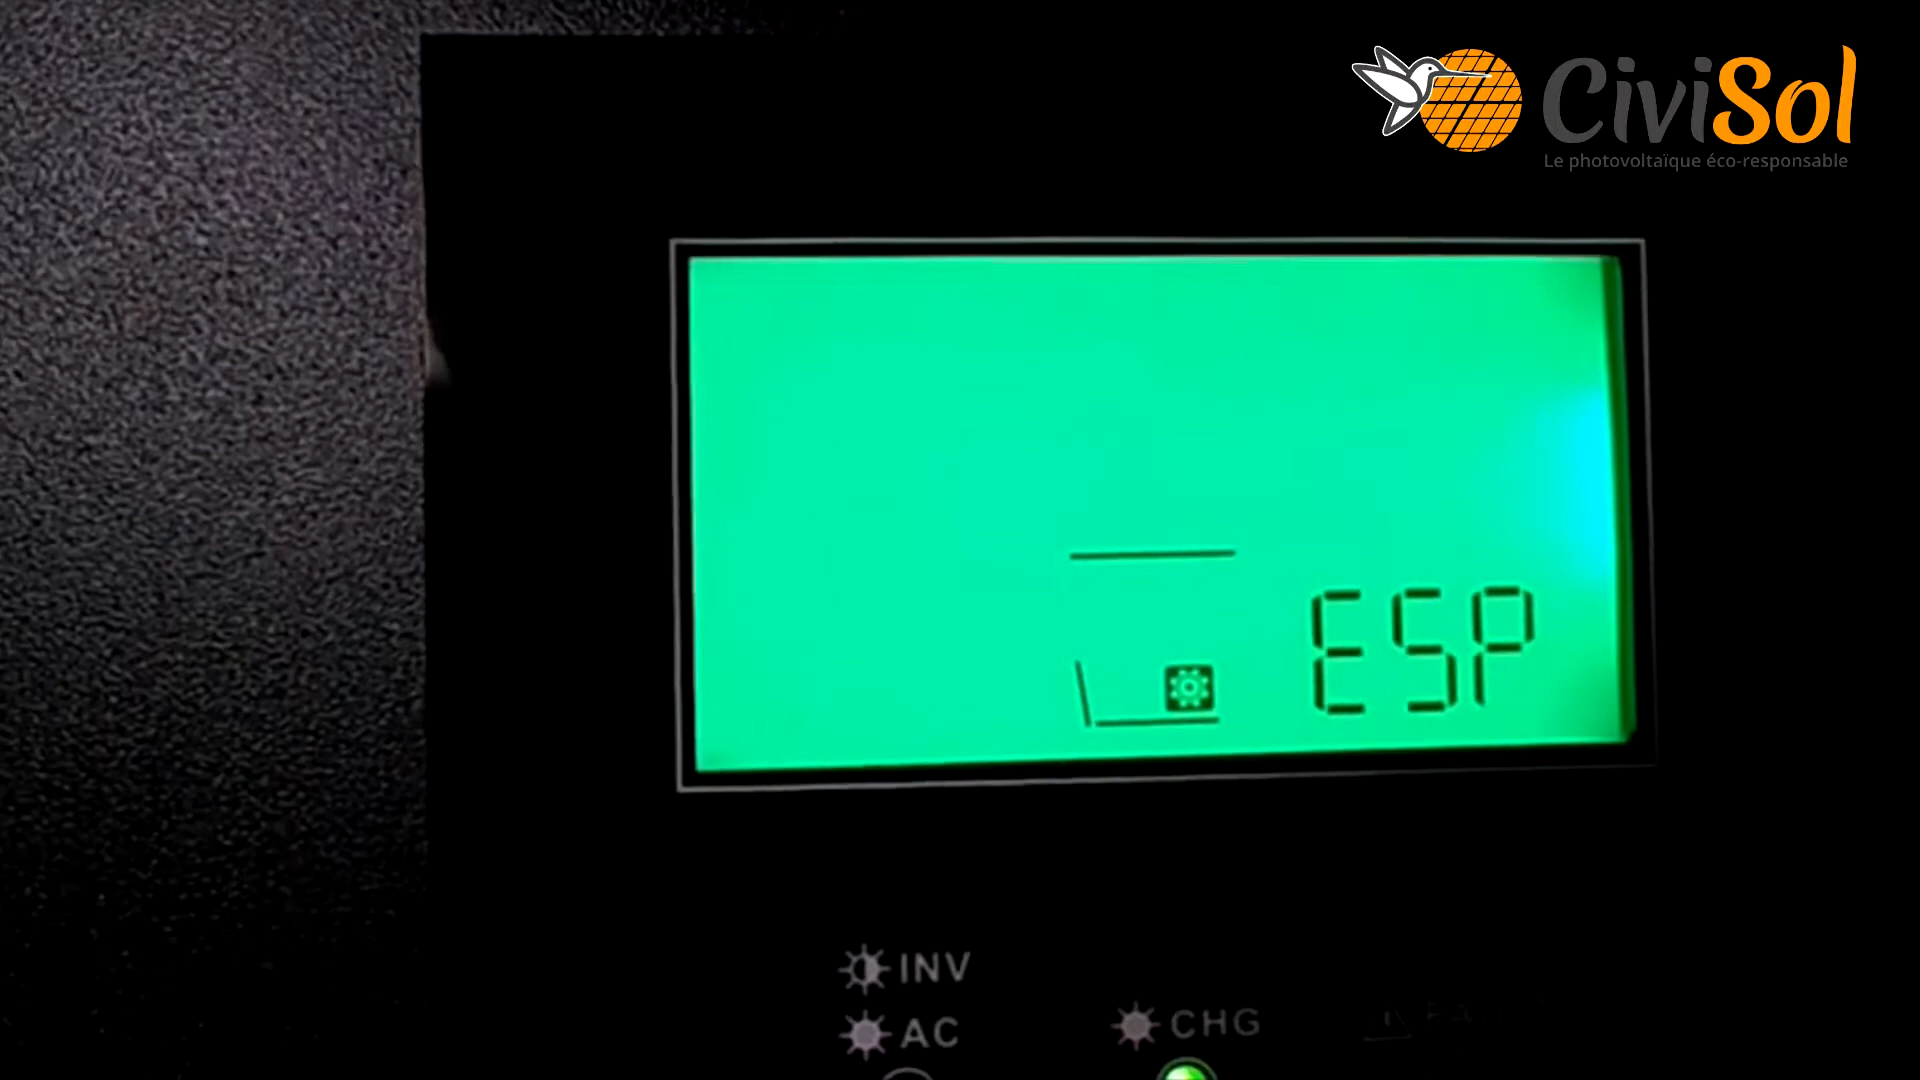 CiviSol
Le photovoltaïque éco-responsable
ESP
INV
AC
CHG